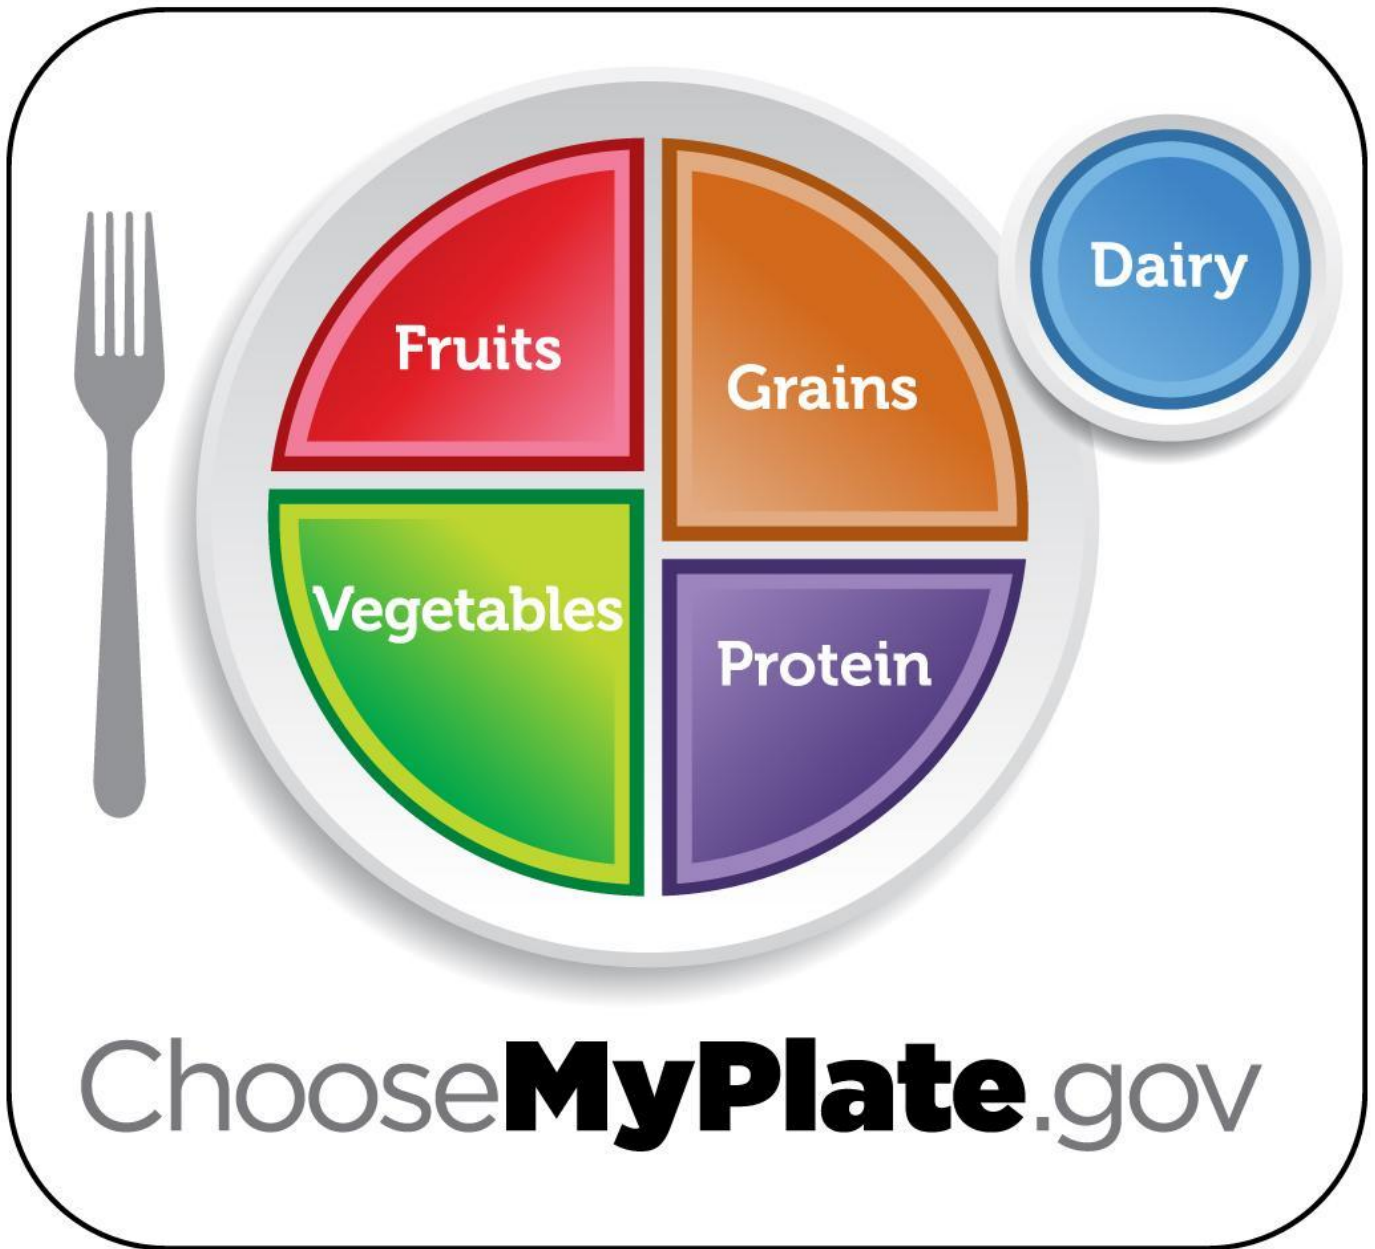 Fruits
Grains
Dairy
Vegetables
Protein
ChooseMyPlate.gov